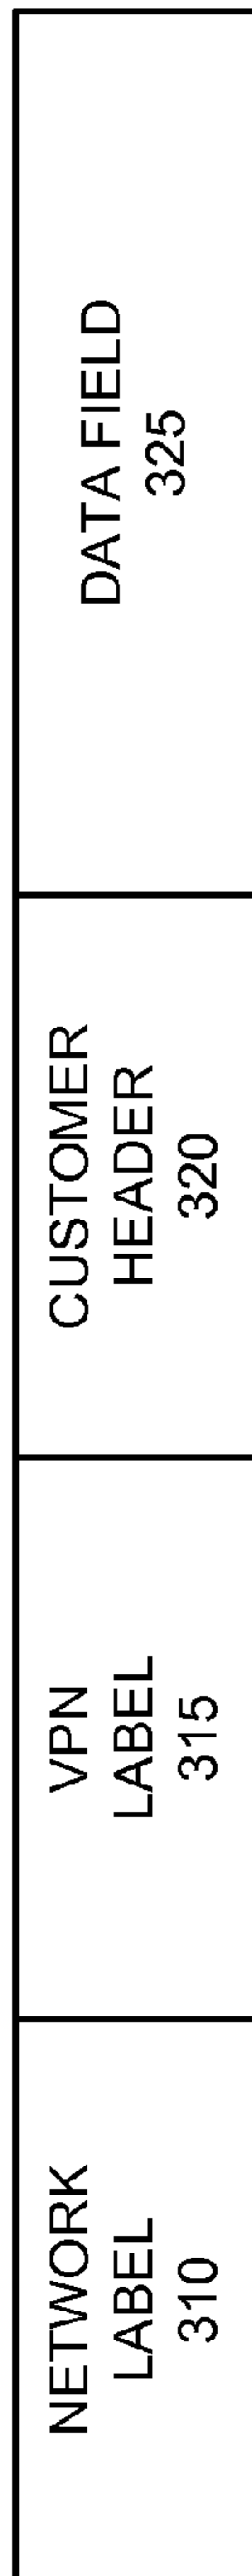 NETWORK
LABEL
310
VPN
LABEL
315
CUSTOMER
HEADER
320
DATA FIELD
325